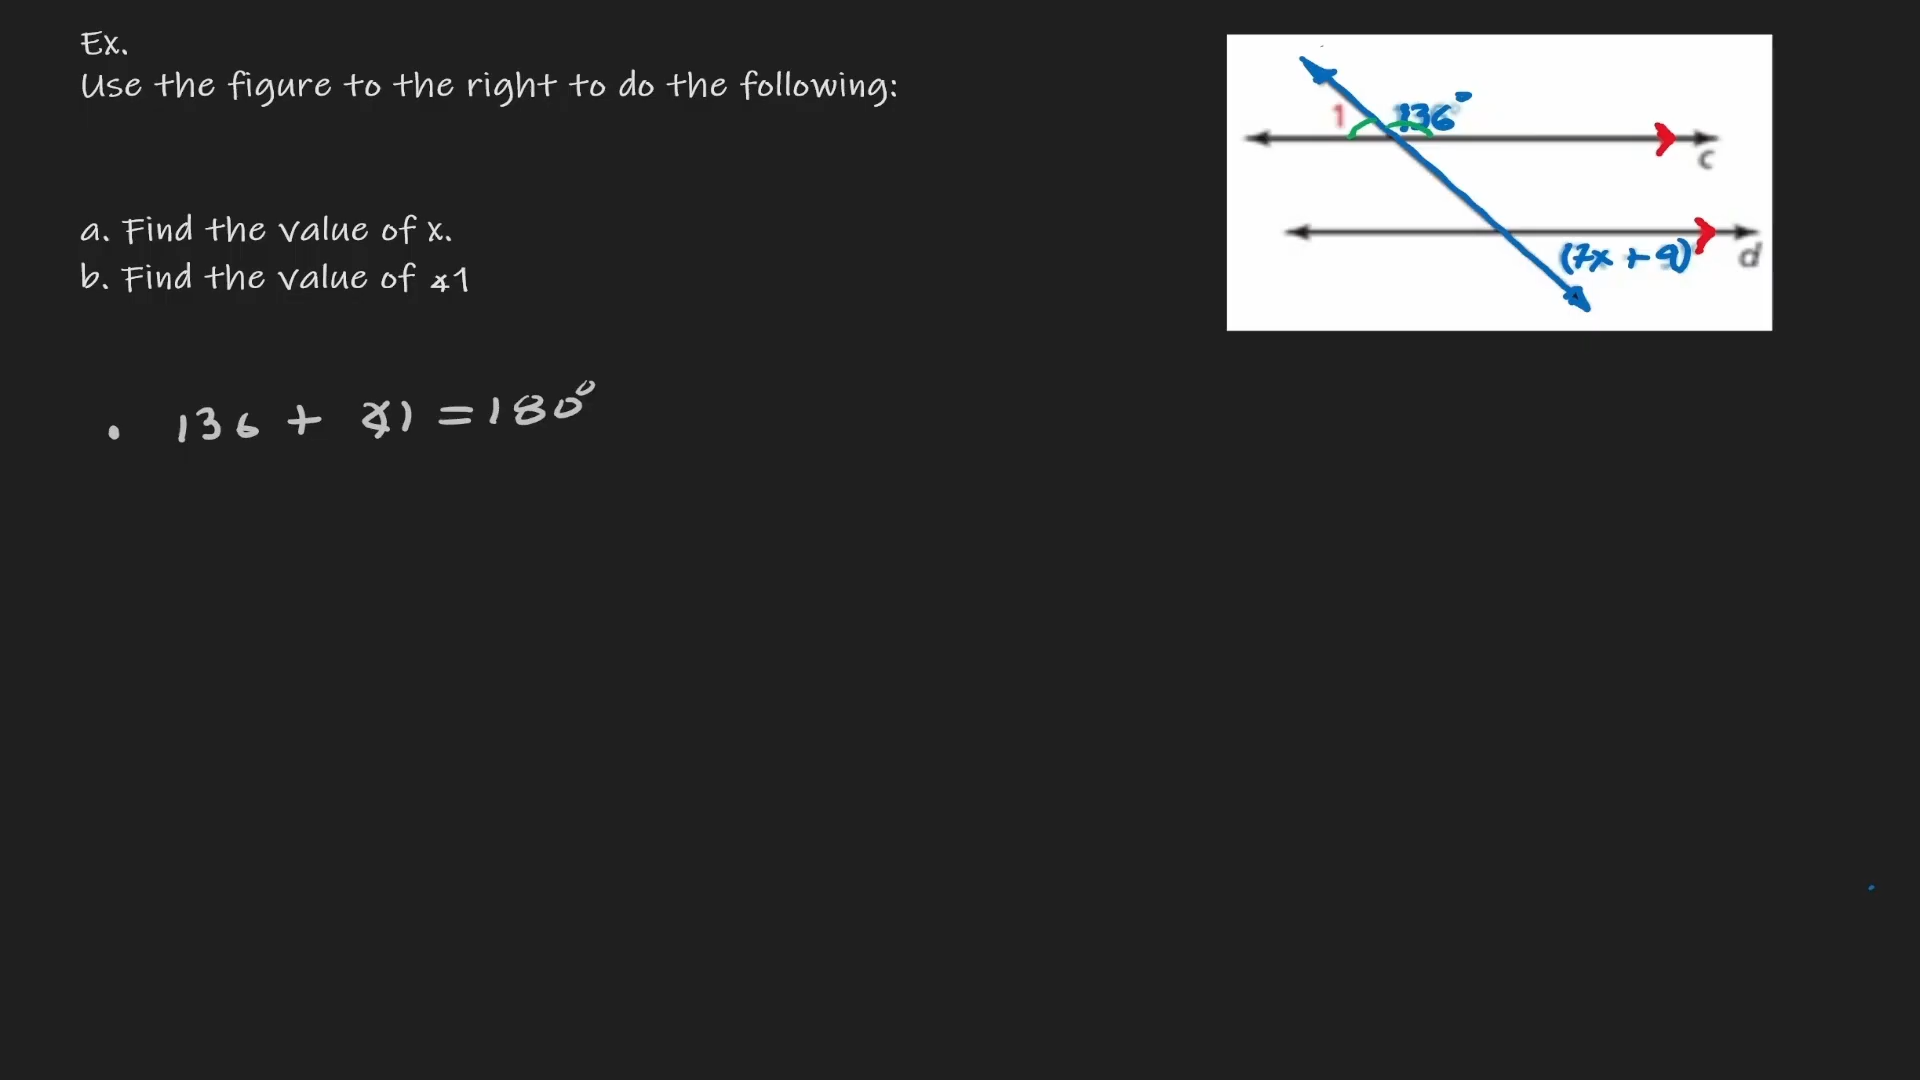 Ex.
Use the figure to the right to do the following:
a. Find the value of x.
b. Find the value of ∡1
136 + ∡1 = 180°
1
136°
c
(7x + 9)°
d